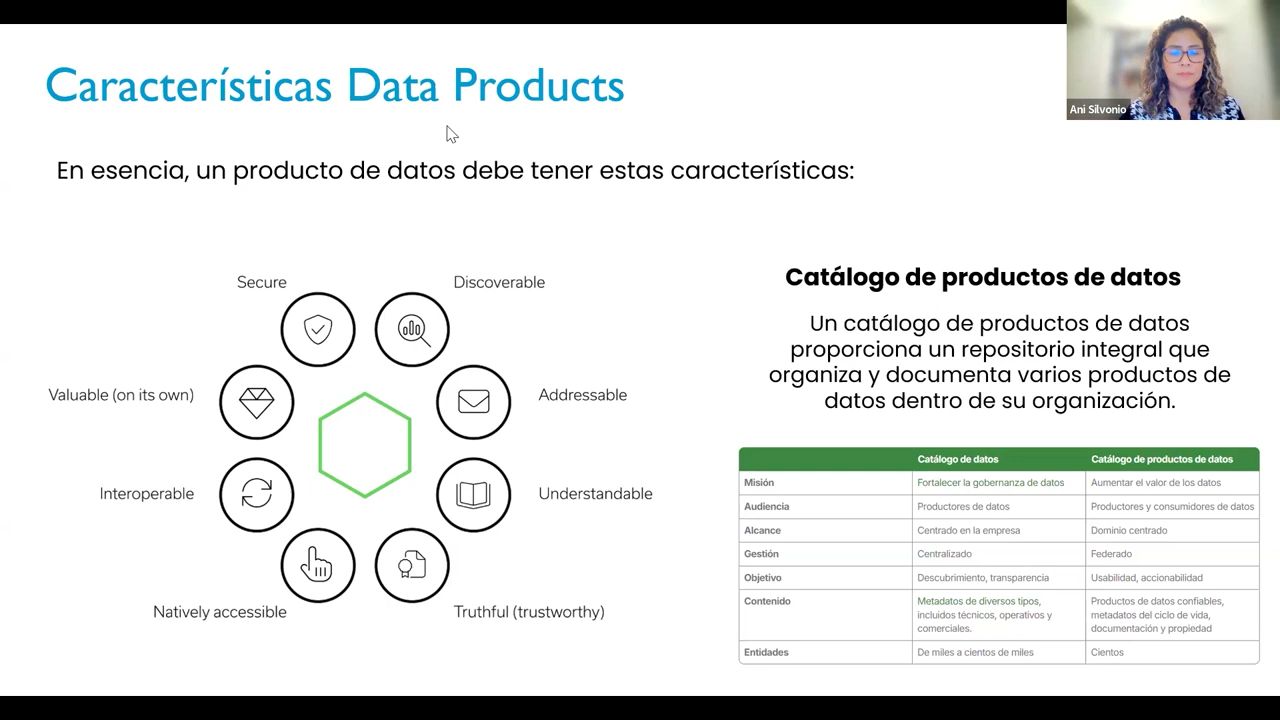 Características Data Products
Ani Silvonio
En esencia, un producto de datos debe tener estas características:
Secure
Discoverable
Valuable (on its own)
Addressable
Interoperable
Understandable
Natively accessible
Truthful (trustworthy)
Catálogo de productos de datos
Un catálogo de productos de datos
proporciona un repositorio integral que
organiza y documenta varios productos de
datos dentro de su organización.
Catálogo de datos
Catálogo de productos de datos
Misión
Fortalecer la gobernanza de datos
Aumentar el valor de los datos
Audiencia
Productores de datos
Productores y consumidores de datos
Alcance
Centrado en la empresa
Dominio centrado
Gestión
Centralizado
Federado
Objetivo
Descubrimiento, transparencia
Usabilidad, accionabilidad
Contenido
Metadatos de diversos tipos,
incluidos técnicos, operativos y
comerciales.
Productos de datos confiables,
metadatos del ciclo de vida,
documentación y propiedad
Entidades
De miles a cientos de miles
Cientos